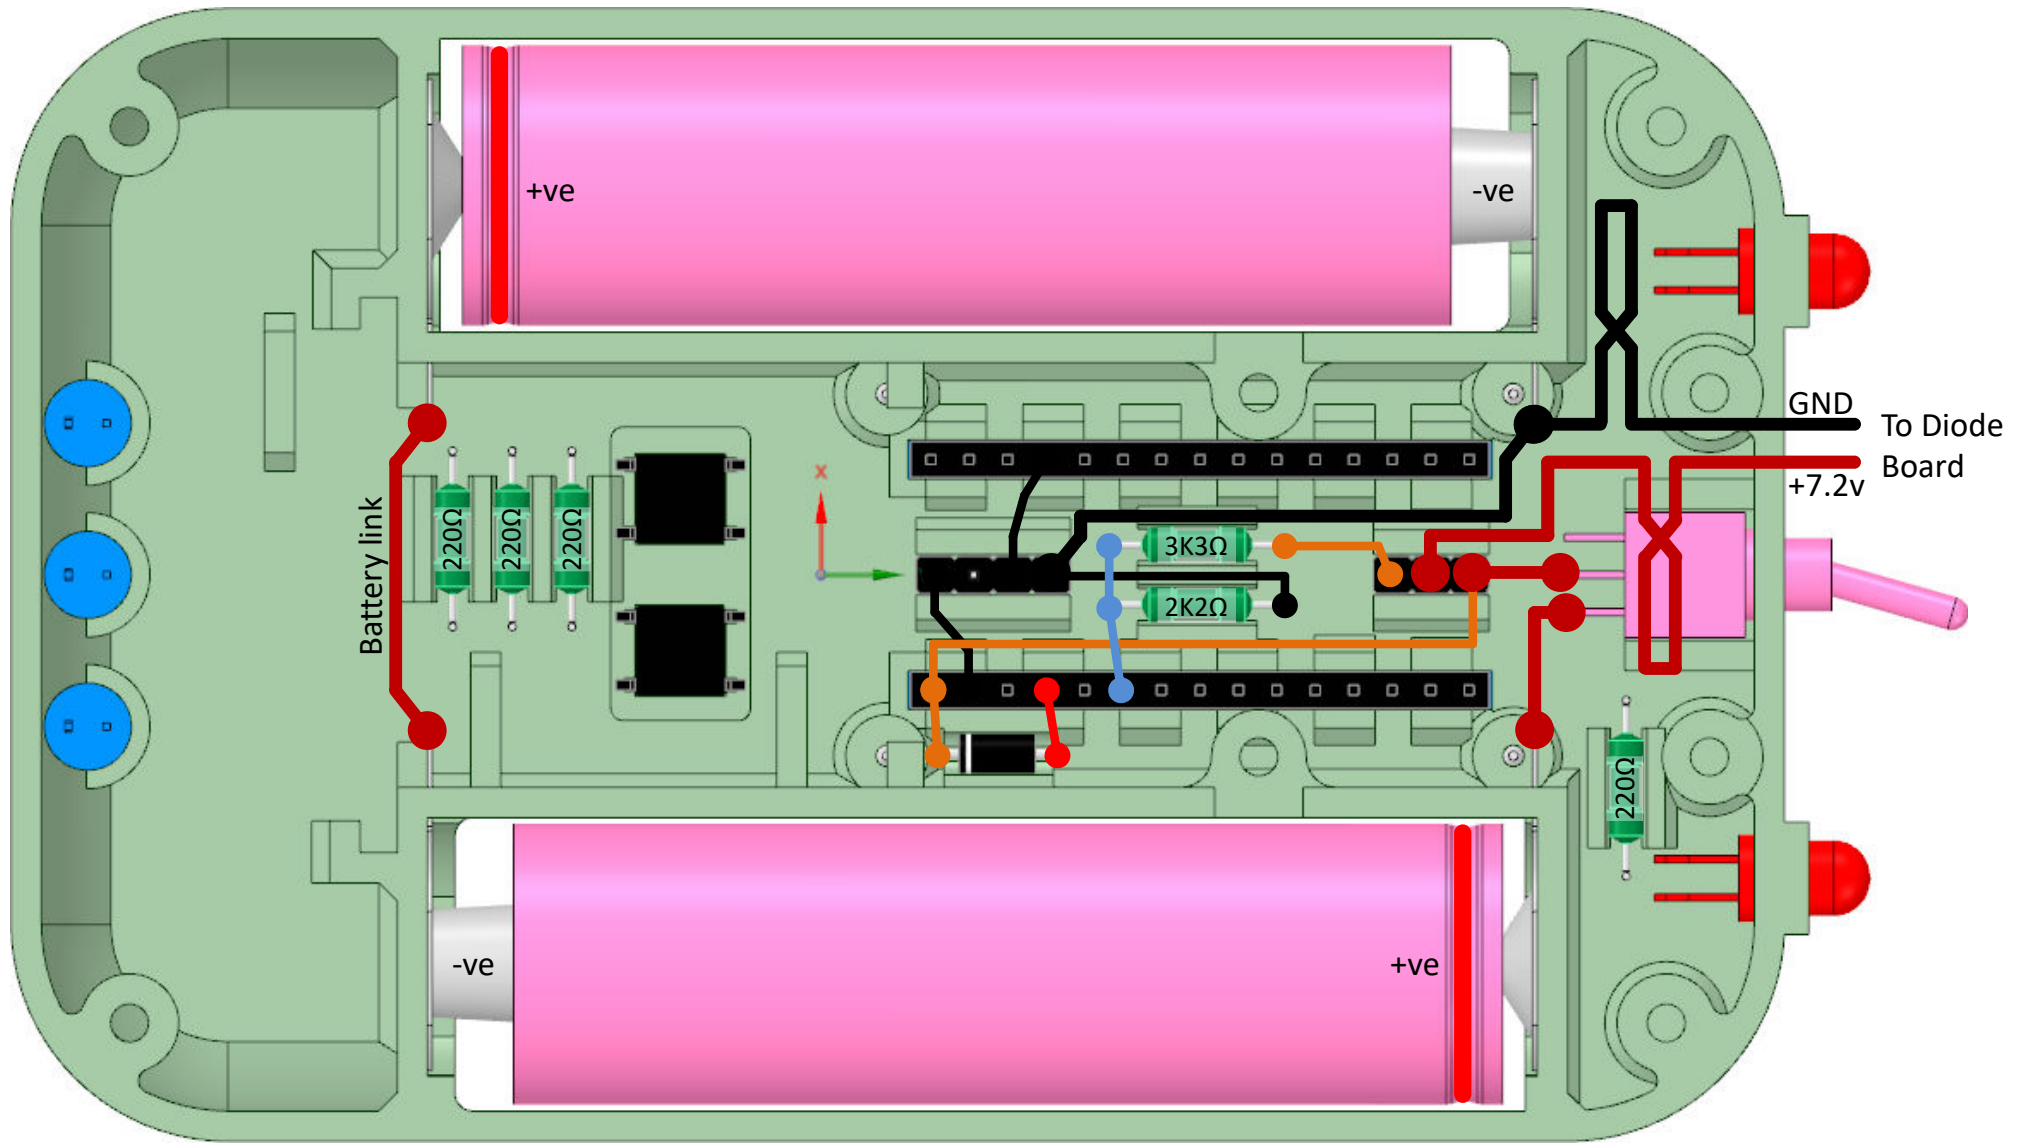 +ve
-ve
GND
To Diode
Board
+7.2v
x
Battery link
220Ω
220Ω
220Ω
3K3Ω
2K2Ω
220Ω
-ve
+ve